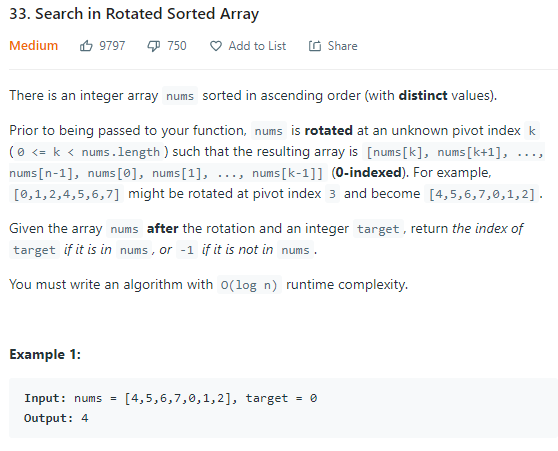 33. Search in Rotated Sorted Array
Medium 9797 750 Add to List Share
There is an integer array nums sorted in ascending order (with distinct values).
Prior to being passed to your function, nums is rotated at an unknown pivot index k
(0 <= k < nums.length) such that the resulting array is [nums[k], nums[k+1], ...,
nums[n-1], nums[0], nums[1], ..., nums[k-1]] (0-indexed). For example,
[0,1,2,4,5,6,7] might be rotated at pivot index 3 and become [4,5,6,7,0,1,2].
Given the array nums after the rotation and an integer target, return the index of
target if it is in nums, or -1 if it is not in nums.
You must write an algorithm with O(log n) runtime complexity.
Example 1:
Input: nums = [4,5,6,7,0,1,2], target = 0
Output: 4